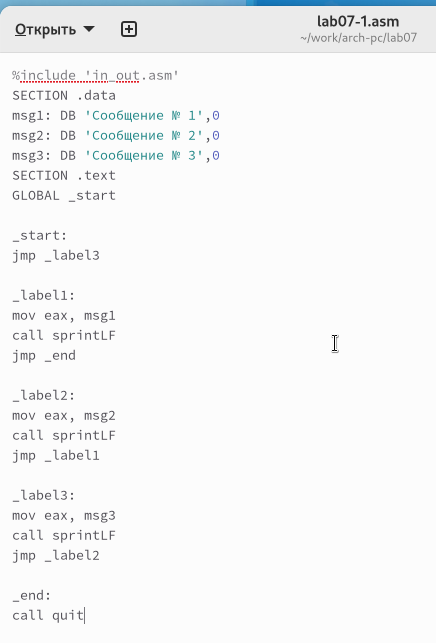 Открыть
lab07-1.asm
~/work/arch-pc/lab07
%include 'in_out.asm'
SECTION .data
msg1: DB 'Сообщение № 1',0
msg2: DB 'Сообщение № 2',0
msg3: DB 'Сообщение № 3',0
SECTION .text
GLOBAL _start
_start:
jmp _label3
_label1:
mov eax, msg1
call sprintLF
jmp _end
_label2:
mov eax, msg2
call sprintLF
jmp _label1
_label3:
mov eax, msg3
call sprintLF
jmp _label2
_end:
call quit